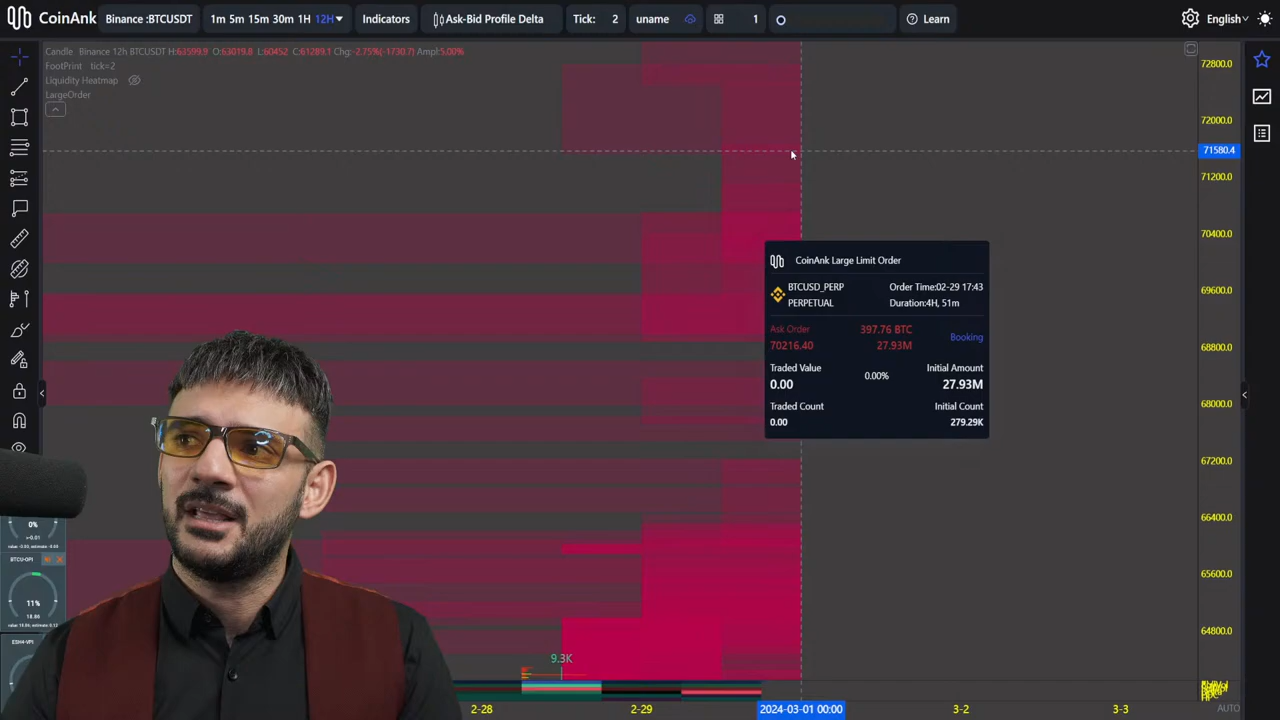 CoinAnk
Binance :BTCUSDT
1m 5m 15m 30m 1H 12H
Indicators
Ask-Bid Profile Delta
Tick: 2
uname
1
Learn
English
Candle Binance 12h BTCUSDT H:63599.9 O:63019.8 L:60452 C:61289.1 Chg:-2.75%(-1730.7) Ampl:5.00%
FootPrint tick=2
Liquidity Heatmap
LargeOrder
72800.0
72000.0
71580.4
71200.0
70400.0
69600.0
68800.0
68000.0
67200.0
66400.0
65600.0
64800.0
AUTO
CoinAnk Large Limit Order
BTCUSD_PERP
PERPETUAL
Order Time:02-29 17:43
Duration:4H, 51m
Ask Order
397.76 BTC
70216.40
27.93M
Booking
Traded Value
0.00
0.00%
Initial Amount
27.93M
Traded Count
0.00
Initial Count
279.29K
0%
11%
9.3K
2-28
2-29
2024-03-01 00:00
3-2
3-3